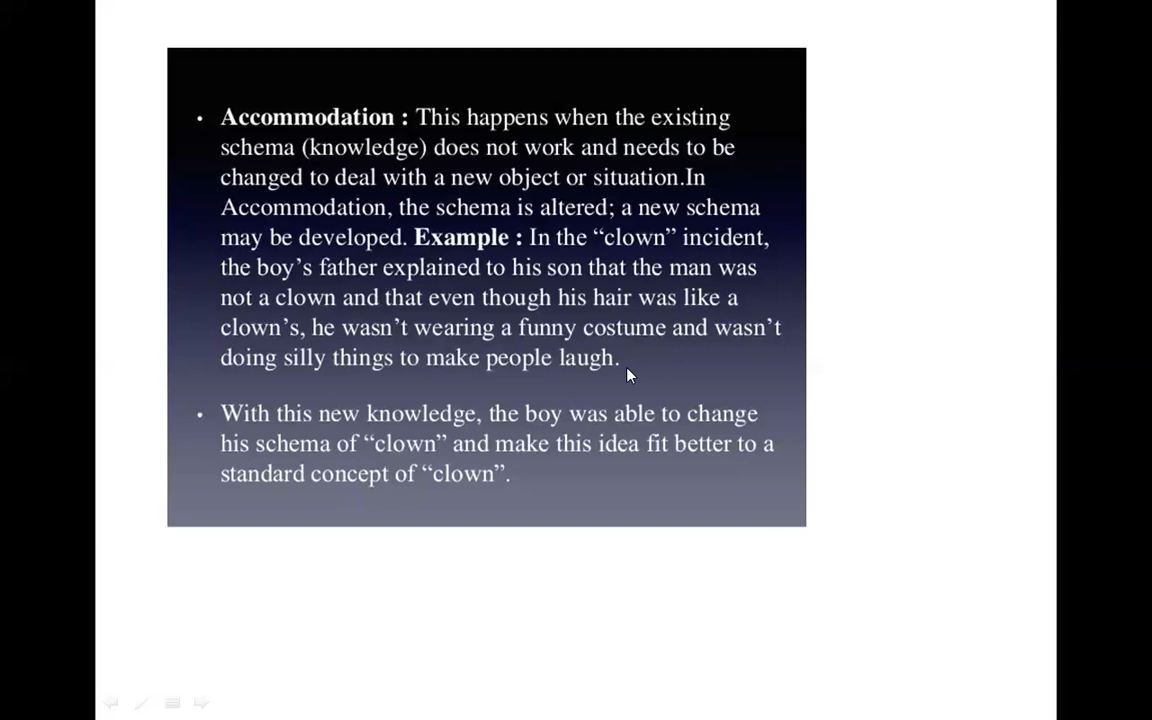 • Accommodation : This happens when the existing
schema (knowledge) does not work and needs to be
changed to deal with a new object or situation.In
Accommodation, the schema is altered; a new schema
may be developed. Example : In the “clown” incident,
the boy’s father explained to his son that the man was
not a clown and that even though his hair was like a
clown’s, he wasn’t wearing a funny costume and wasn’t
doing silly things to make people laugh.
• With this new knowledge, the boy was able to change
his schema of “clown” and make this idea fit better to a
standard concept of “clown”.